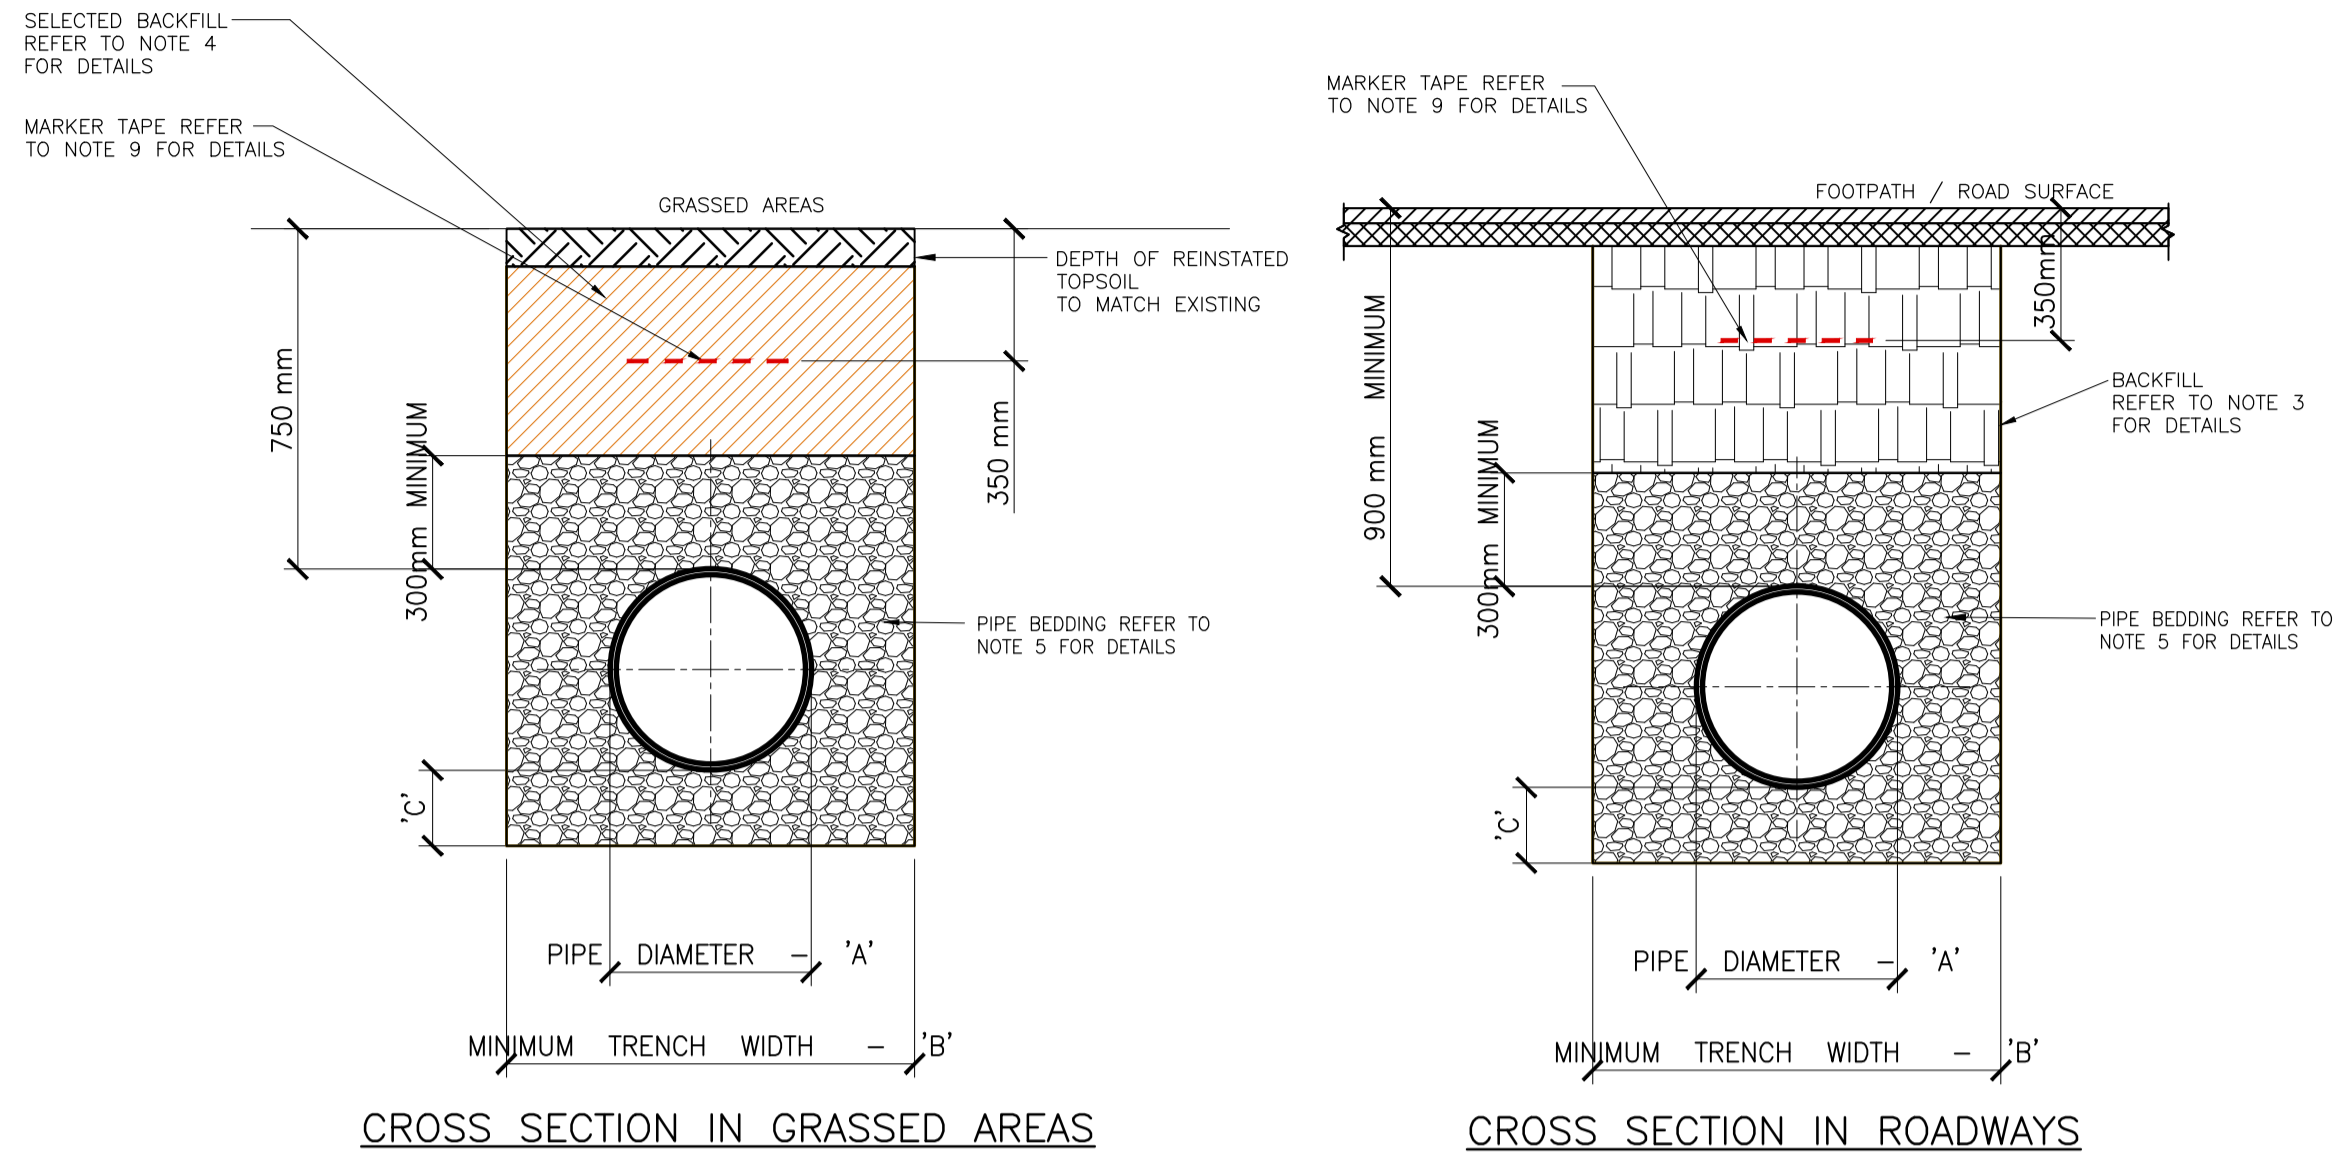 SELECTED BACKFILL
REFER TO NOTE 4
FOR DETAILS
MARKER TAPE REFER
TO NOTE 9 FOR DETAILS
GRASSED AREAS
DEPTH OF REINSTATED
TOPSOIL
TO MATCH EXISTING
750 mm
300mm MINIMUM
350 mm
PIPE BEDDING REFER TO
NOTE 5 FOR DETAILS
'C'
PIPE DIAMETER - 'A'
MINIMUM TRENCH WIDTH - 'B'
CROSS SECTION IN GRASSED AREAS
MARKER TAPE REFER
TO NOTE 9 FOR DETAILS
FOOTPATH / ROAD SURFACE
350mm
900 mm MINIMUM
300mm MINIMUM
BACKFILL
REFER TO NOTE 3
FOR DETAILS
PIPE BEDDING REFER TO
NOTE 5 FOR DETAILS
'C'
PIPE DIAMETER - 'A'
MINIMUM TRENCH WIDTH - 'B'
CROSS SECTION IN ROADWAYS